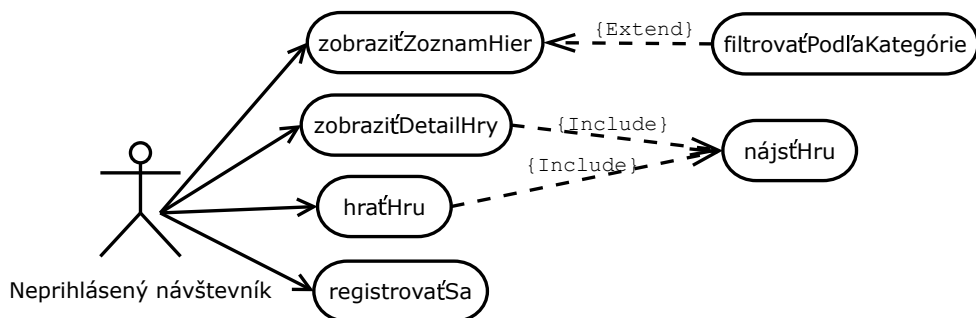 zobraziťZoznamHier
{Extend}
filtrovaťPodľaKategórie
zobraziťDetailHry
{Include}
nájsťHru
{Include}
hraťHru
registrovaťSa
Neprihlásený návštevník